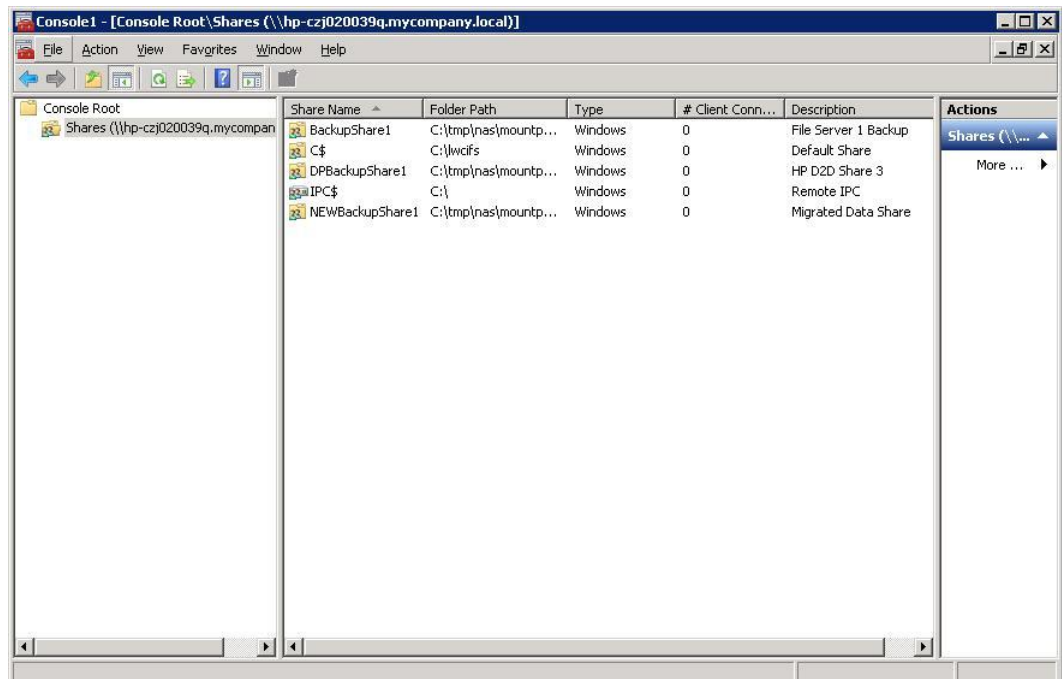 Console1 - [Console Root\Shares (\\hp-czj020039q.mycompany.local)]
File Action View Favorites Window Help
Console Root
Shares (\\hp-czj020039q.mycompan
Share Name Folder Path Type # Client Conn... Description
BackupShare1 C:\tmp\nas\mountp... Windows 0 File Server 1 Backup
C$ C:\lwcifs Windows 0 Default Share
DPBackupShare1 C:\tmp\nas\mountp... Windows 0 HP D2D Share 3
IPC$ C:\ Windows 0 Remote IPC
NEWBackupShare1 C:\tmp\nas\mountp... Windows 0 Migrated Data Share
Actions
Shares (\\...
More ...